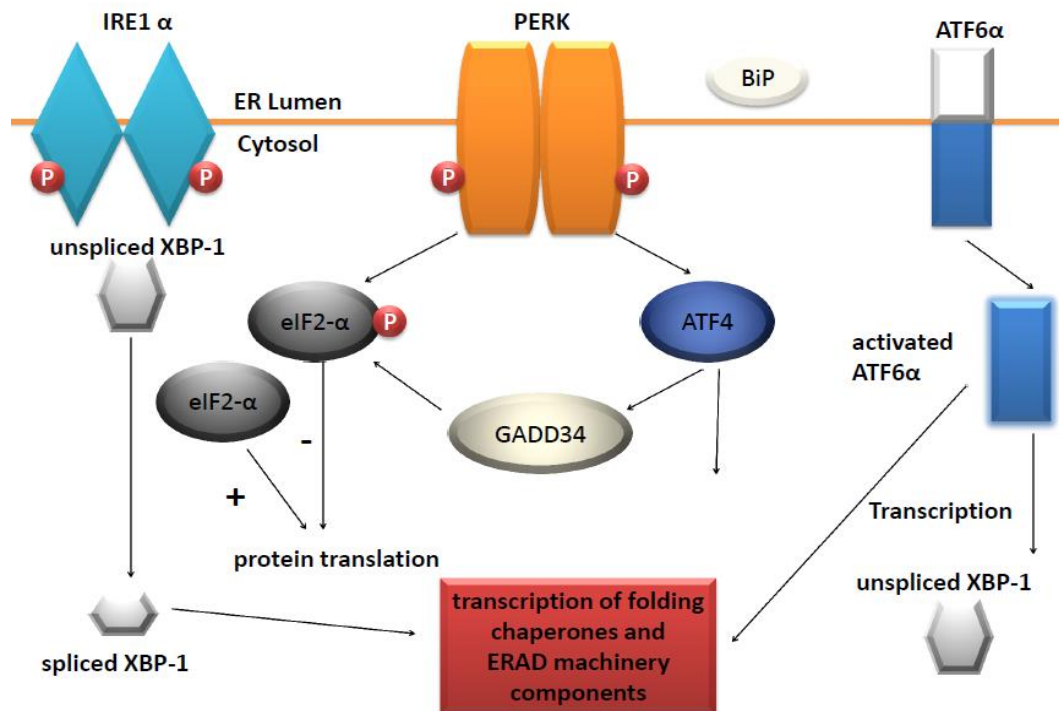 IRE1 α
PERK
ATF6α
BiP
ER Lumen
Cytosol
P
P
P
P
unspliced XBP-1
eIF2-α
P
ATF4
activated
ATF6α
eIF2-α
GADD34
-
+
Transcription
protein translation
unspliced XBP-1
transcription of folding
chaperones and
ERAD machinery
components
spliced XBP-1